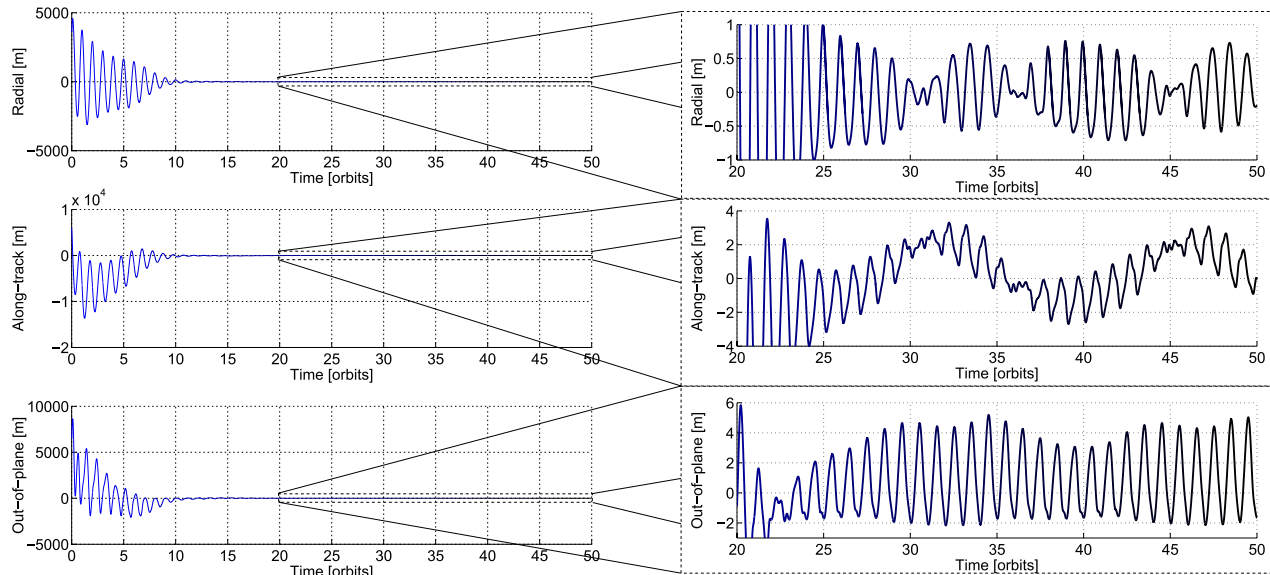 5000
0
−5000
Radial [m]
0 5 10 15 20 25 30 35 40 45 50
Time [orbits]
1
0.5
0
−0.5
−1
Radial [m]
20 25 30 35 40 45 50
Time [orbits]
x 10^4
1
0
−1
−2
Along−track [m]
0 5 10 15 20 25 30 35 40 45 50
Time [orbits]
4
2
0
−2
−4
Along−track [m]
20 25 30 35 40 45 50
Time [orbits]
10000
5000
0
−5000
Out−of−plane [m]
0 5 10 15 20 25 30 35 40 45 50
Time [orbits]
6
4
2
0
−2
Out−of−plane [m]
20 25 30 35 40 45 50
Time [orbits]